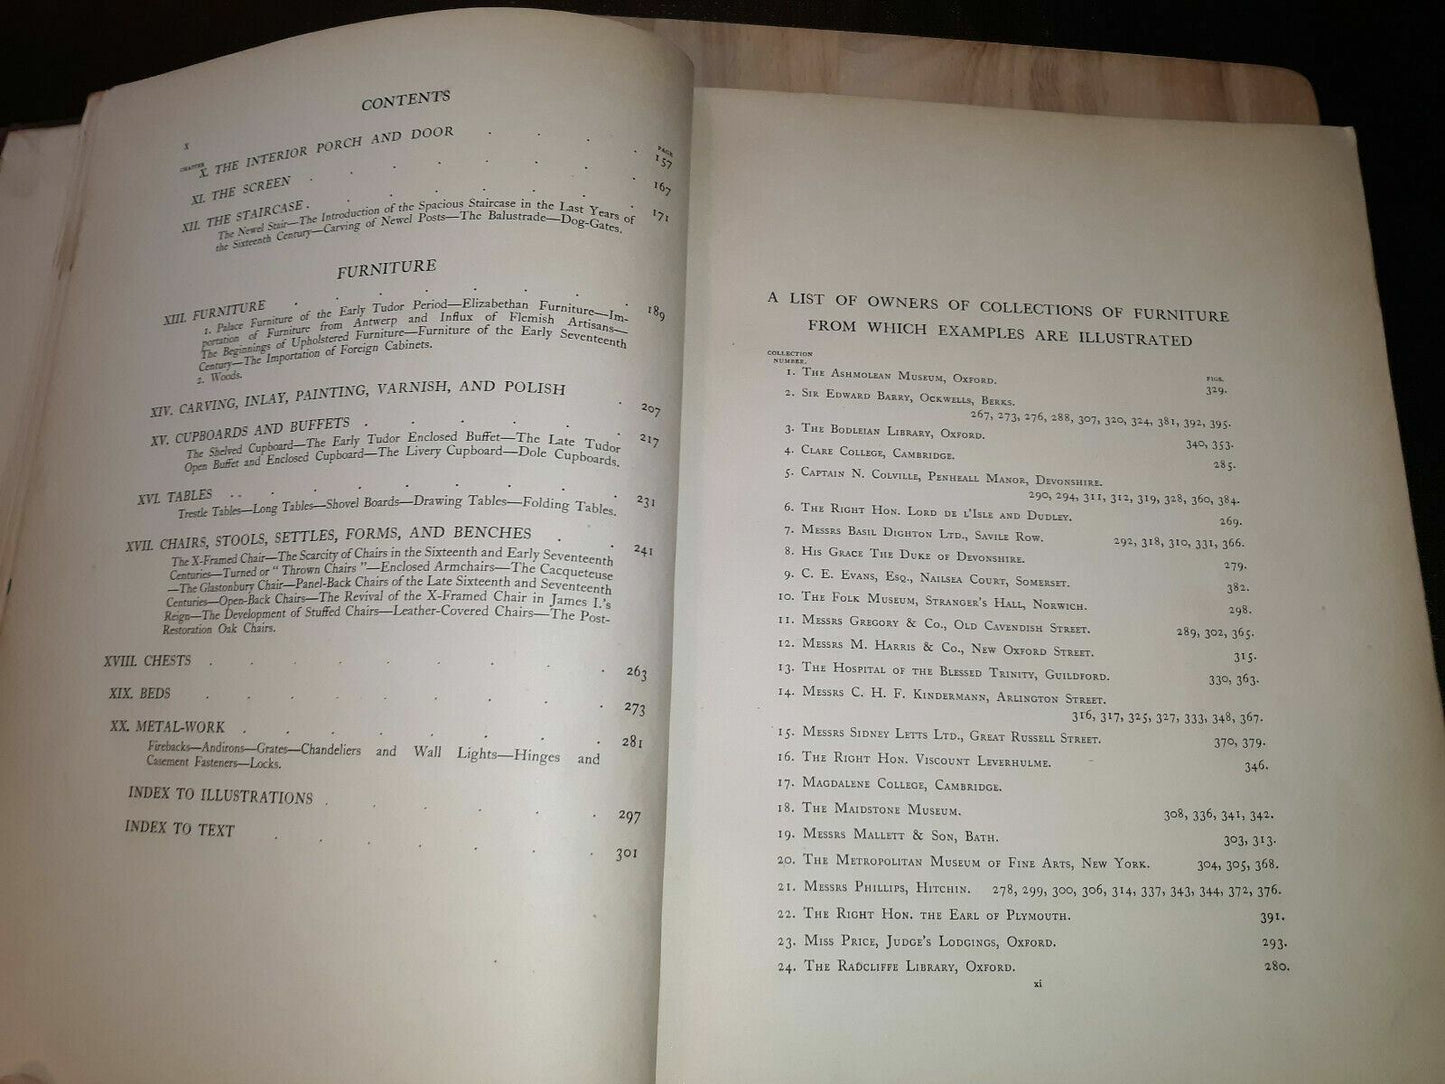 CONTENTS
x
CHAPTER PAGE
X. THE INTERIOR PORCH AND DOOR . . . . 157
XI. THE SCREEN . . . . . . . 167
XII. THE STAIRCASE . . . . . . . 171
The Newel Stair—The Introduction of the Spacious Staircase in the Last Years of
the Sixteenth Century—Carving of Newel Posts—The Balustrade—Dog-Gates.
FURNITURE
XIII. FURNITURE . . . . . . . 189
1. Palace Furniture of the Early Tudor Period—Elizabethan Furniture—Im-
portation of Furniture from Antwerp and Influx of Flemish Artisans—
The Beginnings of Upholstered Furniture—Furniture of the Early Seventeenth
Century—The Importation of Foreign Cabinets.
2. Woods.
XIV. CARVING, INLAY, PAINTING, VARNISH, AND POLISH . 207
XV. CUPBOARDS AND BUFFETS . . . . . . 217
The Shelved Cupboard—The Early Tudor Enclosed Buffet—The Late Tudor
Open Buffet and Enclosed Cupboard—The Livery Cupboard—Dole Cupboards.
XVI. TABLES . . . . . . . . . 231
Trestle Tables—Long Tables—Shovel Boards—Drawing Tables—Folding Tables.
XVII. CHAIRS, STOOLS, SETTLES, FORMS, AND BENCHES . . 241
The X-Framed Chair—The Scarcity of Chairs in the Sixteenth and Early Seventeenth
Centuries—Turned or “ Thrown Chairs ”—Enclosed Armchairs—The Cacqueteuse
—The Glastonbury Chair—Panel-Back Chairs of the Late Sixteenth and Seventeenth
Centuries—Open-Back Chairs—The Revival of the X-Framed Chair in James I.'s
Reign—The Development of Stuffed Chairs—Leather-Covered Chairs—The Post-
Restoration Oak Chairs.
XVIII. CHESTS . . . . . . . . . 263
XIX. BEDS . . . . . . . . . 273
XX. METAL-WORK . . . . . . . . 281
Firebacks—Andirons—Grates—Chandeliers and Wall Lights—Hinges and
Casement Fasteners—Locks.
INDEX TO ILLUSTRATIONS . . . . . . 297
INDEX TO TEXT . . . . . . . 301
A LIST OF OWNERS OF COLLECTIONS OF FURNITURE
FROM WHICH EXAMPLES ARE ILLUSTRATED
COLLECTION
NUMBER. FIGS.
1. The Ashmolean Museum, Oxford. 329.
2. Sir Edward Barry, Ockwells, Berks.
267, 273, 276, 288, 307, 320, 324, 381, 392, 395.
3. The Bodleian Library, Oxford. 340, 353.
4. Clare College, Cambridge. 285.
5. Captain N. Colville, Penheall Manor, Devonshire.
290, 294, 311, 312, 319, 328, 360, 384.
6. The Right Hon. Lord de l'Isle and Dudley. 269.
7. Messrs Basil Dighton Ltd., Savile Row. 292, 318, 310, 331, 366.
8. His Grace The Duke of Devonshire. 279.
9. C. E. Evans, Esq., Nailsea Court, Somerset. 382.
10. The Folk Museum, Stranger's Hall, Norwich. 298.
11. Messrs Gregory & Co., Old Cavendish Street. 289, 302, 365.
12. Messrs M. Harris & Co., New Oxford Street. 315.
13. The Hospital of the Blessed Trinity, Guildford. 330, 363.
14. Messrs C. H. F. Kindermann, Arlington Street.
316, 317, 325, 327, 333, 348, 367.
15. Messrs Sidney Letts Ltd., Great Russell Street. 370, 379.
16. The Right Hon. Viscount Leverhulme. 346.
17. Magdalene College, Cambridge.
18. The Maidstone Museum. 308, 336, 341, 342.
19. Messrs Mallett & Son, Bath. 303, 313.
20. The Metropolitan Museum of Fine Arts, New York. 304, 305, 368.
21. Messrs Phillips, Hitchin. 278, 299, 300, 306, 314, 337, 343, 344, 372, 376.
22. The Right Hon. the Earl of Plymouth. 391.
23. Miss Price, Judge's Lodgings, Oxford. 293.
24. The Radcliffe Library, Oxford. 280.
xi